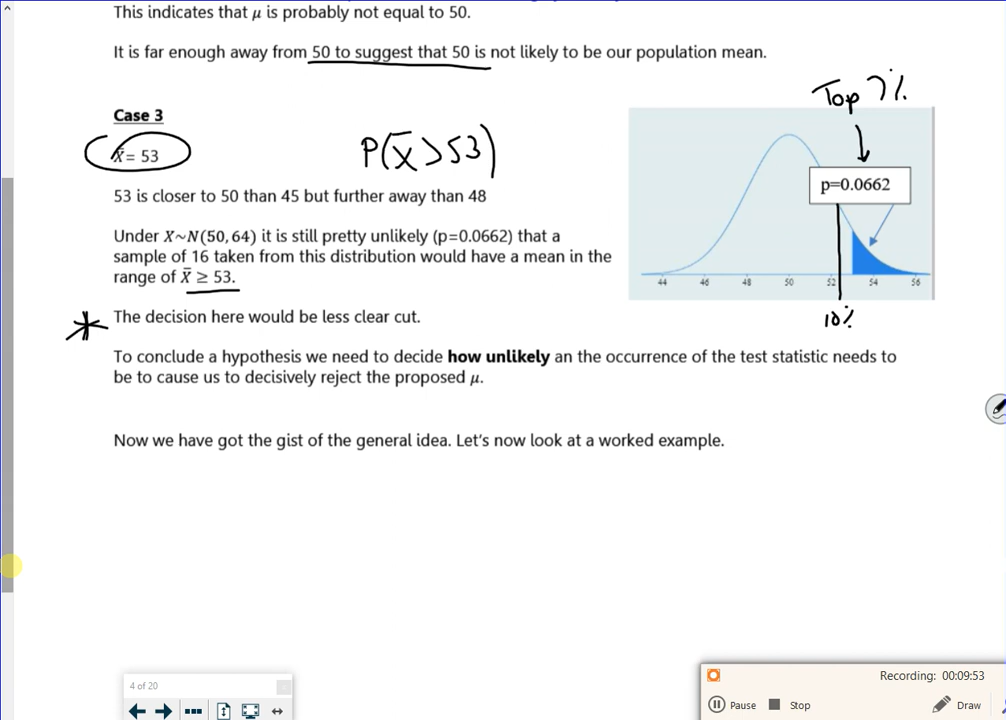 This indicates that μ is probably not equal to 50.
It is far enough away from 50 to suggest that 50 is not likely to be our population mean.
Top 7%
Case 3
X̄ = 53
P(X̄>53)
p=0.0662
53 is closer to 50 than 45 but further away than 48
Under X~N(50, 64) it is still pretty unlikely (p=0.0662) that a
sample of 16 taken from this distribution would have a mean in the
range of X̄ ≥ 53.
44 46 48 50 52 54 56
10%
* The decision here would be less clear cut.
To conclude a hypothesis we need to decide how unlikely an the occurrence of the test statistic needs to
be to cause us to decisively reject the proposed μ.
Now we have got the gist of the general idea. Let's now look at a worked example.
4 of 20
Recording: 00:09:53
Pause Stop Draw